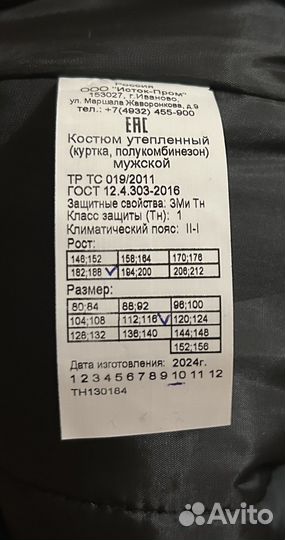 Россия
ООО "Исток-Пром"
153027, г.Иваново,
ул. Маршала Жаворонкова, д.9
тел.: +7(4932) 455-900
ЕАС
Костюм утепленный
(куртка, полукомбинезон)
мужской
ТР ТС 019/2011
ГОСТ 12.4.303-2016
Защитные свойства: ЗМи Тн
Класс защиты (Тн): 1
Климатический пояс: II-I
Рост:
146;152 158;164 170;176
182;188 194;200 206;212
Размер:
80;84 88;92 96;100
104;108 112;116 120;124
128;132 136;140 144;148
152;156
Дата изготовления: 2024г.
1 2 3 4 5 6 7 8 9 10 11 12
ТН130184
Avito